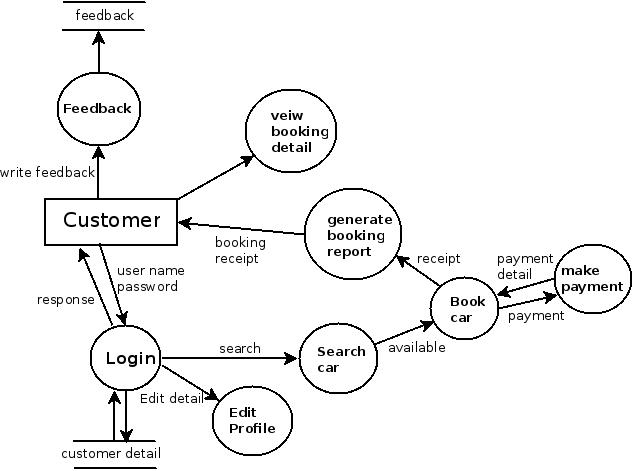 feedback
Feedback
veiw
booking
detail
write feedback
Customer
generate
booking
report
booking
receipt
receipt
payment
detail
make
payment
user name
password
response
Book
car
payment
Login
search
Search
car
available
Edit detail
Edit
Profile
customer detail